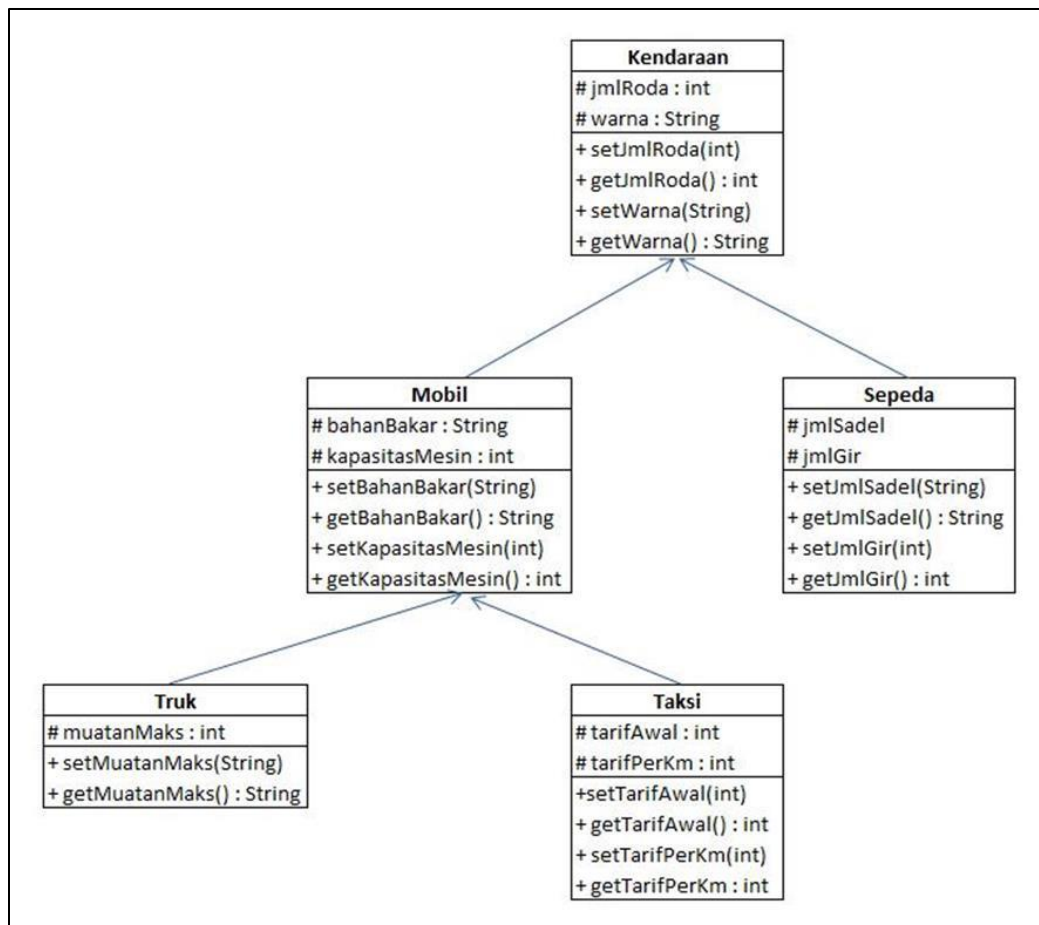 Kendaraan
# jmlRoda : int
# warna : String
+ setJmlRoda(int)
+ getJmlRoda() : int
+ setWarna(String)
+ getWarna() : String
Mobil
# bahanBakar : String
# kapasitasMesin : int
+ setBahanBakar(String)
+ getBahanBakar() : String
+ setKapasitasMesin(int)
+ getKapasitasMesin() : int
Sepeda
# jmlSadel
# jmlGir
+ setJmlSadel(String)
+ getJmlSadel() : String
+ setJmlGir(int)
+ getJmlGir() : int
Truk
# muatanMaks : int
+ setMuatanMaks(String)
+ getMuatanMaks() : String
Taksi
# tarifAwal : int
# tarifPerKm : int
+setTarifAwal(int)
+ getTarifAwal() : int
+ setTarifPerKm(int)
+ getTarifPerKm : int